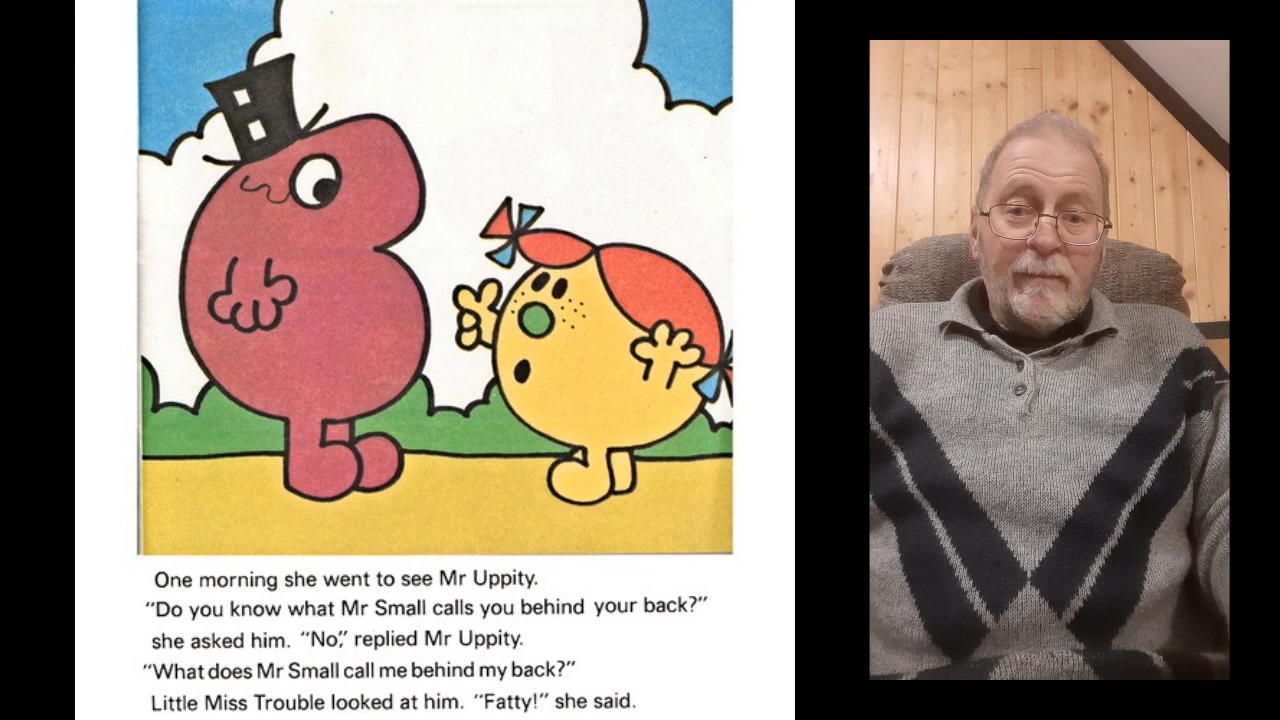 One morning she went to see Mr Uppity.
“Do you know what Mr Small calls you behind your back?”
she asked him. “No,” replied Mr Uppity.
“What does Mr Small call me behind my back?”
Little Miss Trouble looked at him. “Fatty!” she said.